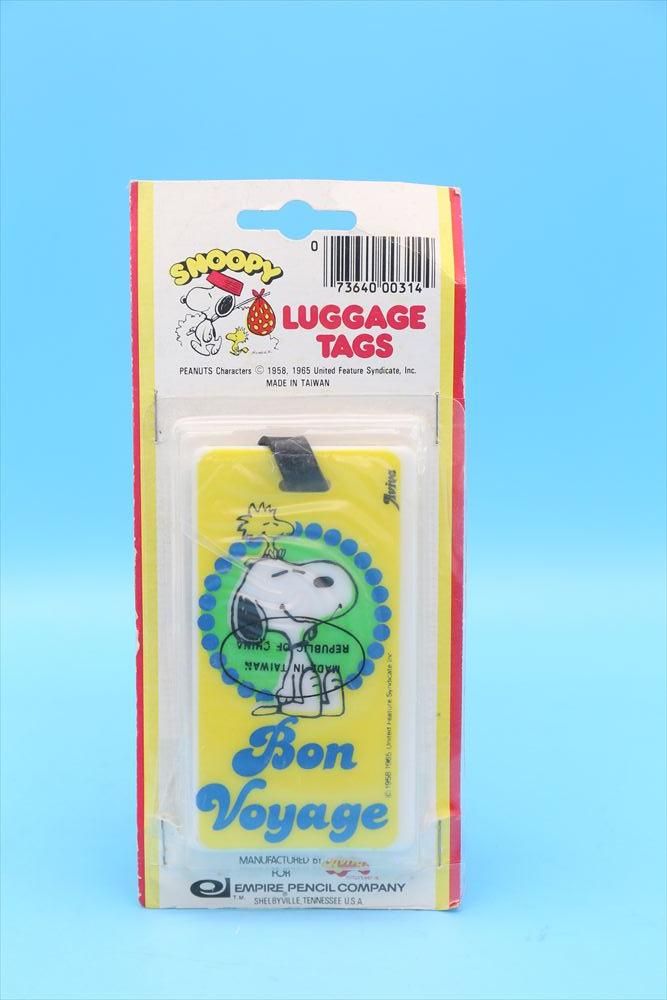 SNOOPY
0
73640 00314
LUGGAGE
TAGS
PEANUTS Characters © 1958, 1965 United Feature Syndicate, Inc.
MADE IN TAIWAN
Aviva
MADE IN TAIWAN
REPUBLIC OF CHINA
© 1958 1965 United Feature Syndicate Inc
Bon
Voyage
MANUFACTURED BY
FOR
EMPIRE PENCIL COMPANY
T.M.
SHELBYVILLE, TENNESSEE U.S.A.